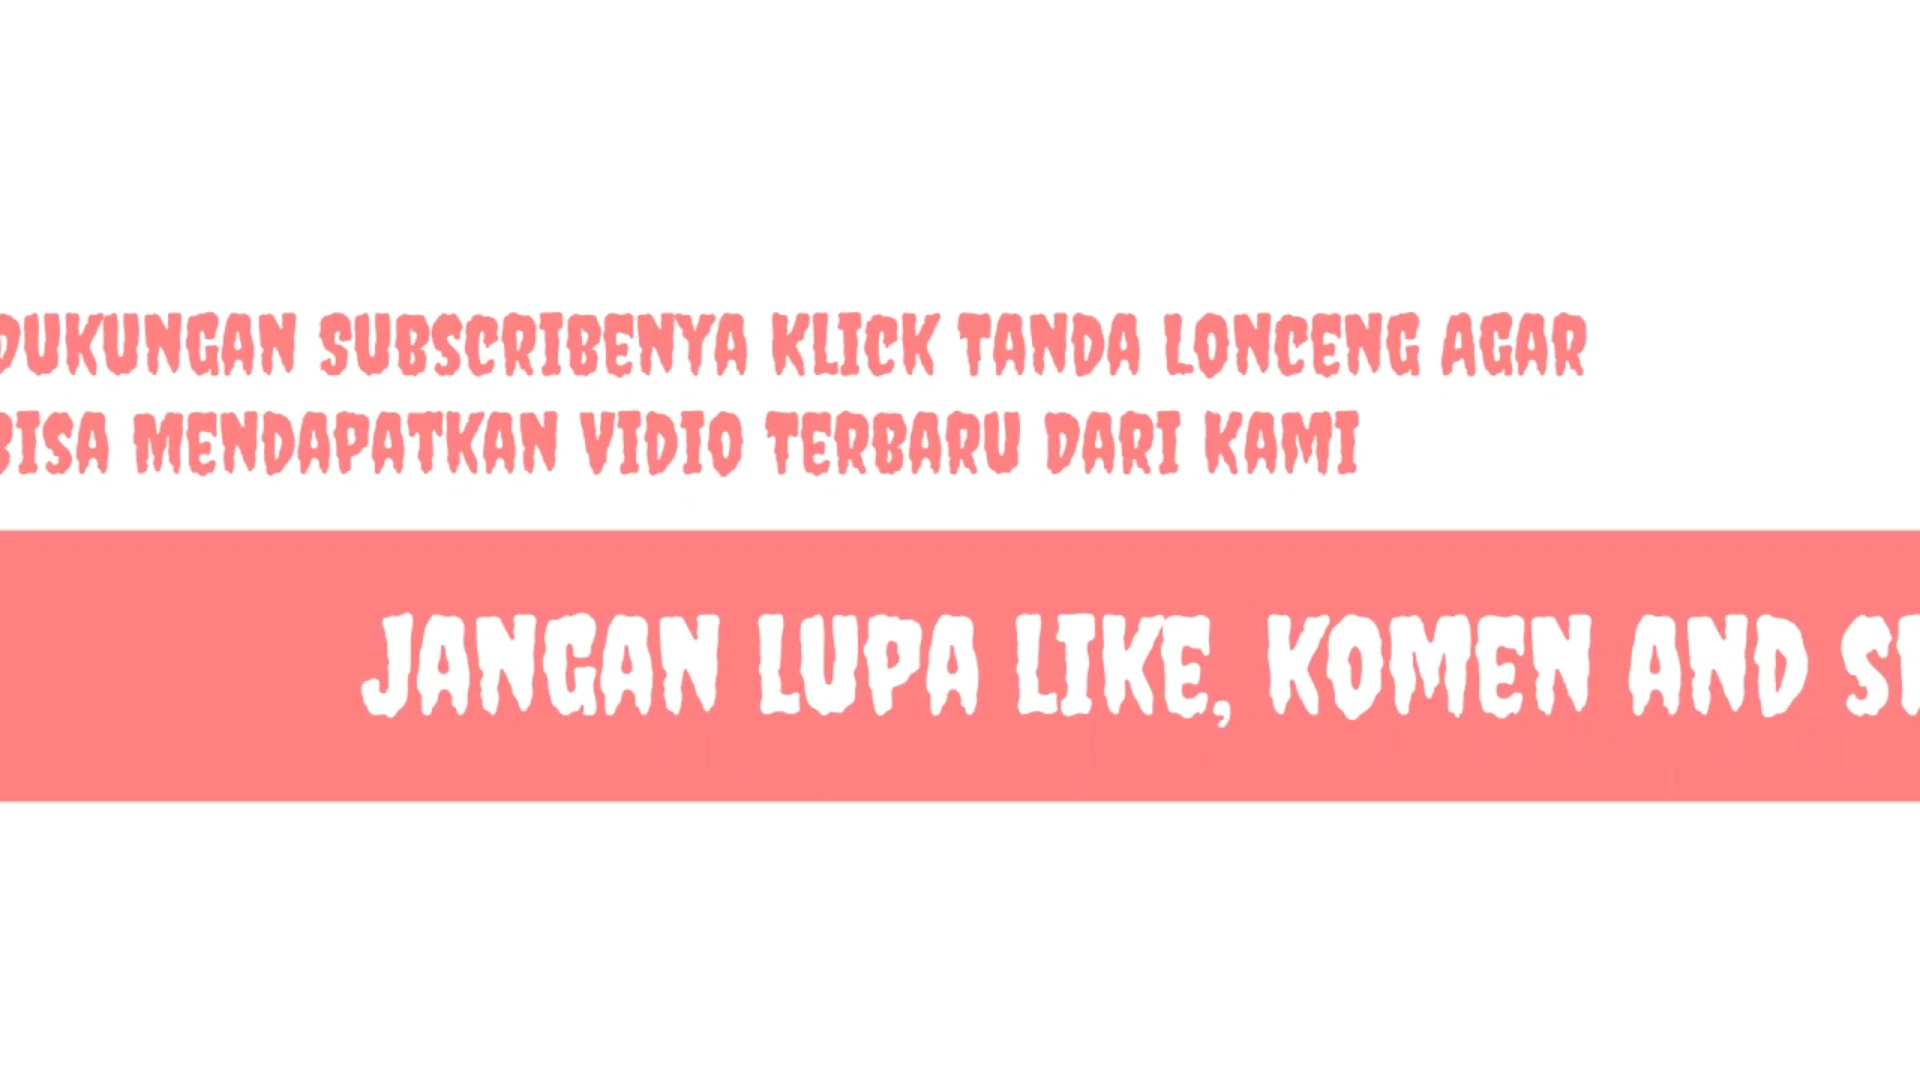 DUKUNGAN SUBSCRIBENYA KLICK TANDA LONCENG AGAR
BISA MENDAPATKAN VIDIO TERBARU DARI KAMI
JANGAN LUPA LIKE, KOMEN AND